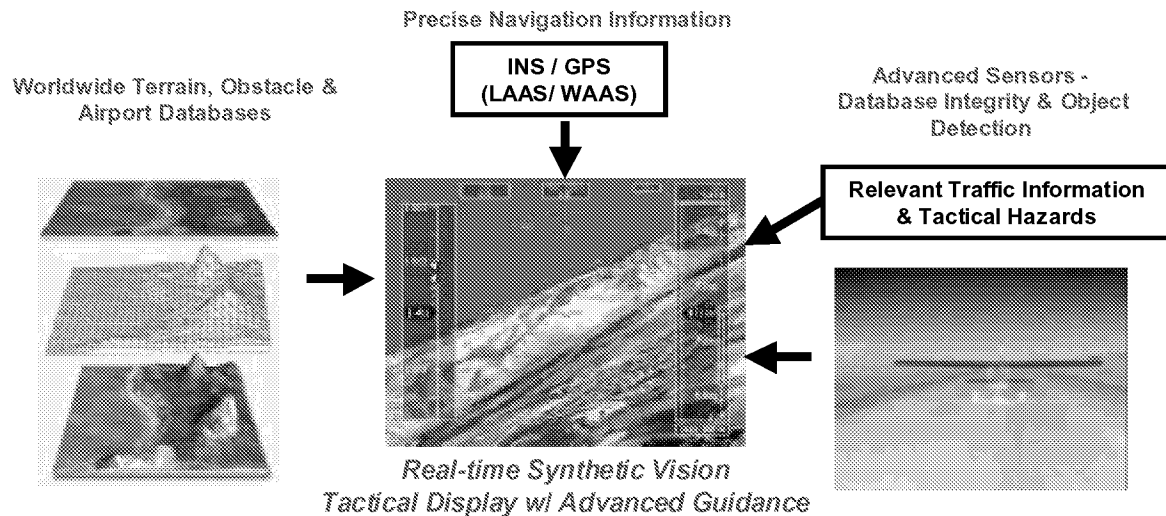 Precise Navigation Information
INS / GPS
(LAAS/ WAAS)
Worldwide Terrain, Obstacle &
Airport Databases
Advanced Sensors -
Database Integrity & Object
Detection
Relevant Traffic Information
& Tactical Hazards
Real-time Synthetic Vision
Tactical Display w/ Advanced Guidance